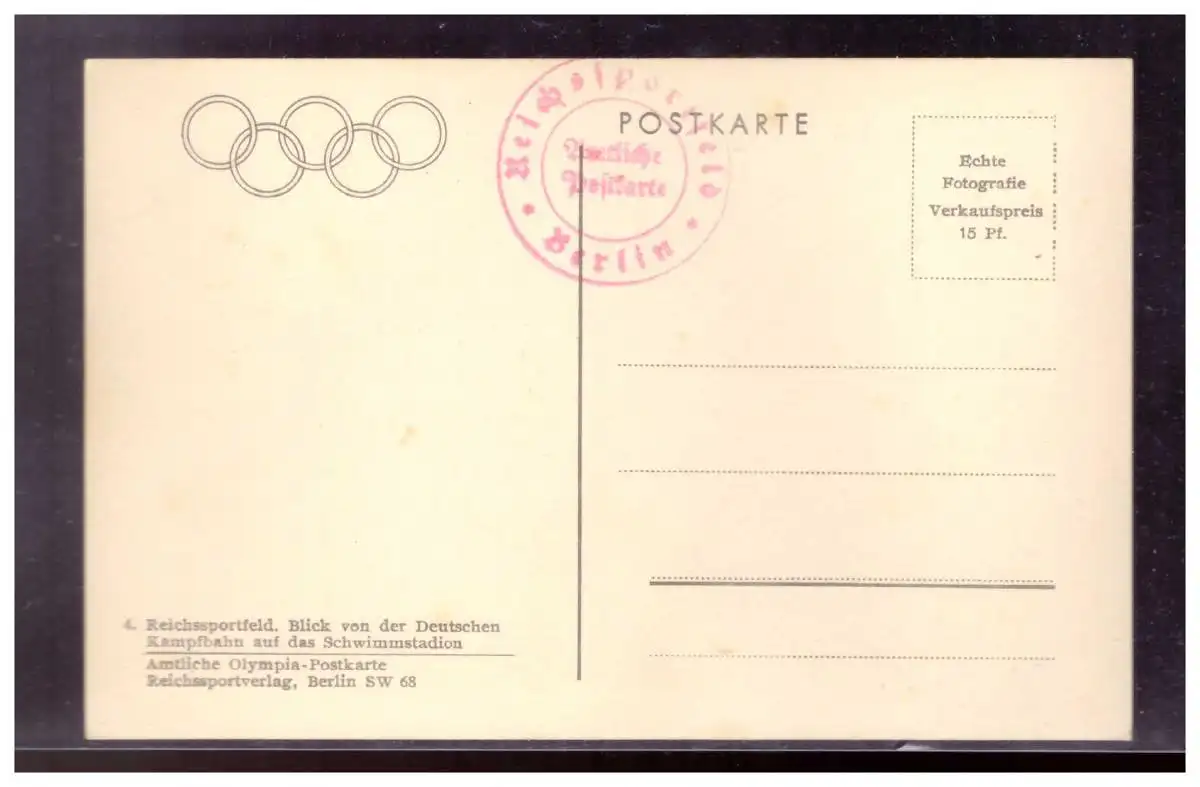 POSTKARTE
Reichssportfeld
Amtliche
Postkarte
* Berlin *
Echte
Fotografie
Verkaufspreis
15 Pf.
4. Reichssportfeld. Blick von der Deutschen
Kampfbahn auf das Schwimmstadion
Amtliche Olympia-Postkarte
Reichssportverlag, Berlin SW 68